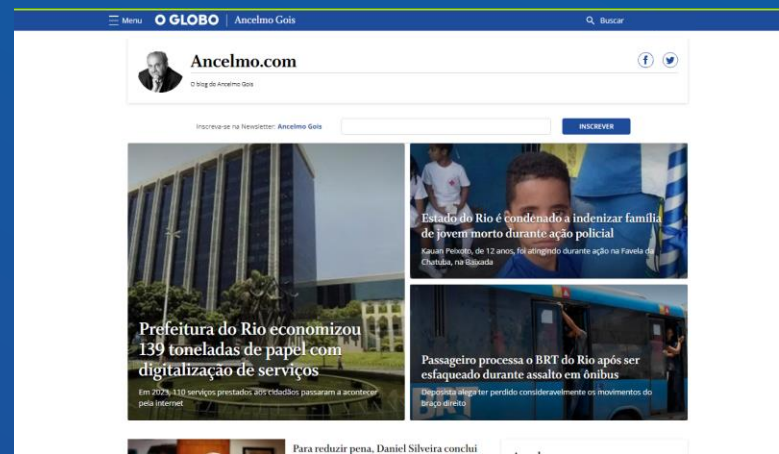 Menu O GLOBO | Ancelmo Gois Buscar
Ancelmo.com
O blog do Ancelmo Gois
Inscreva-se na Newsletter: Ancelmo Gois INSCREVER
Prefeitura do Rio economizou
139 toneladas de papel com
digitalização de serviços
Em 2023, 110 serviços prestados aos cidadãos passaram a acontecer
pela internet
Estado do Rio é condenado a indenizar família
de jovem morto durante ação policial
Kauan Peixoto, de 12 anos, foi atingindo durante ação na Favela da
Chatuba, na Baixada
Passageiro processa o BRT do Rio após ser
esfaqueado durante assalto em ônibus
Deposita alega ter perdido consideravelmente os movimentos do
braço direito
Para reduzir pena, Daniel Silveira conclui